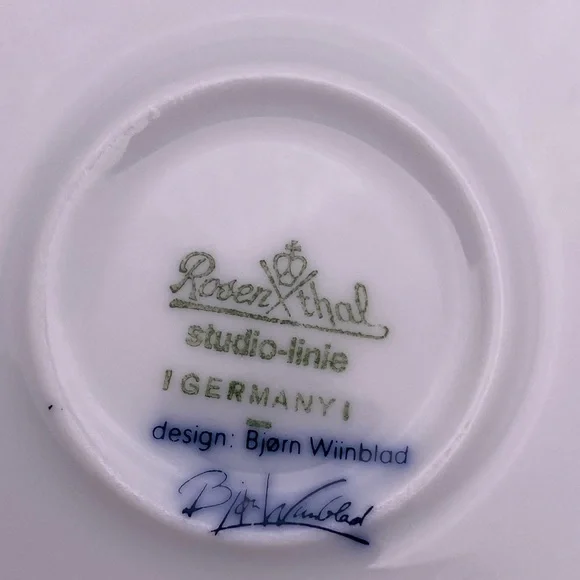 Rosenthal
studio-linie
I GERMANY I
design: Bjørn Wiinblad
Bjørn Wiinblad